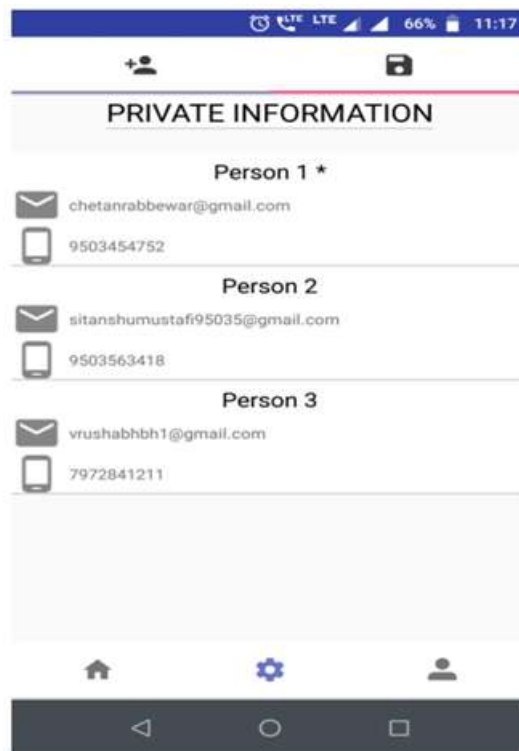 LTE LTE 66% 11:17
PRIVATE INFORMATION
Person 1 *
chetanrabbewar@gmail.com
9503454752
Person 2
sitanshumustafi95035@gmail.com
9503563418
Person 3
vrushabhbh1@gmail.com
7972841211